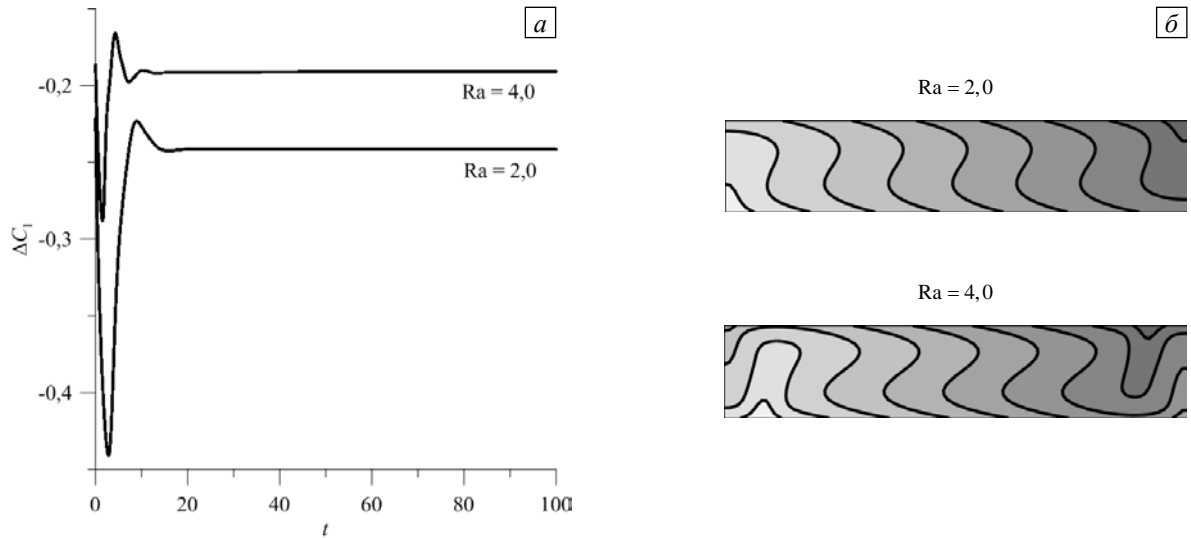 а
-0,2
Ra = 4,0
Ra = 2,0
-0,3
ΔC₁
-0,4
0
20
40
60
80
100
t
б
Ra = 2,0
Ra = 4,0